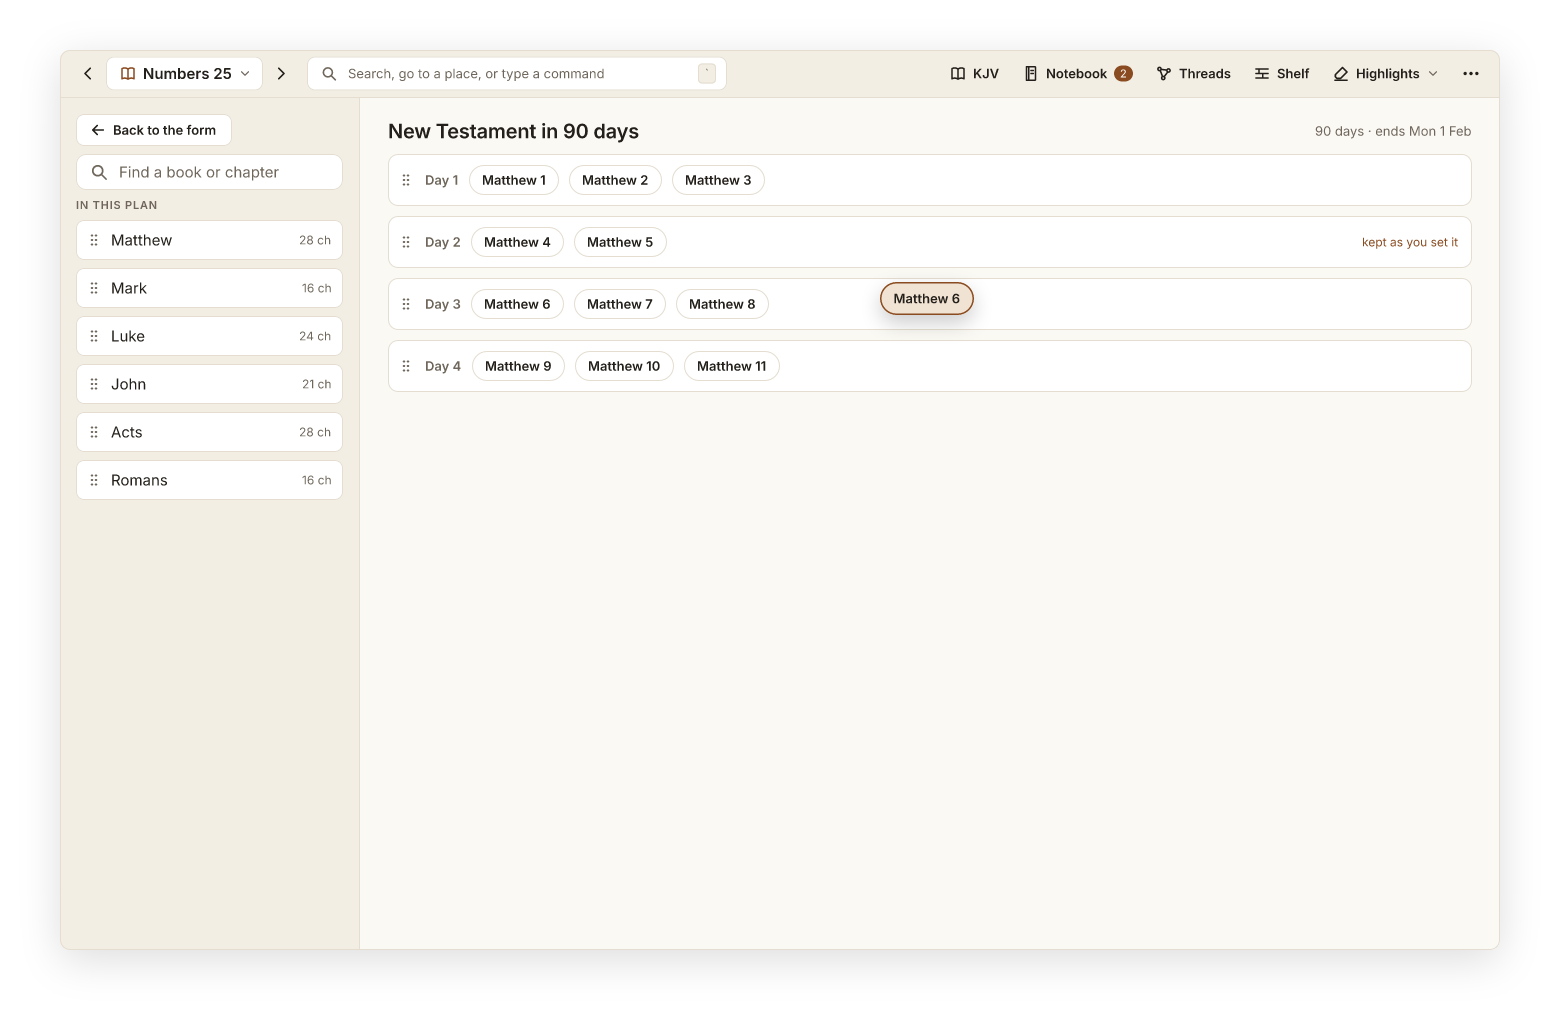 Numbers 25
Search, go to a place, or type a command
KJV
Notebook 2
Threads
Shelf
Highlights
Back to the form
Find a book or chapter
IN THIS PLAN
Matthew 28 ch
Mark 16 ch
Luke 24 ch
John 21 ch
Acts 28 ch
Romans 16 ch
New Testament in 90 days
90 days · ends Mon 1 Feb
Day 1 Matthew 1 Matthew 2 Matthew 3
Day 2 Matthew 4 Matthew 5 kept as you set it
Day 3 Matthew 6 Matthew 7 Matthew 8 Matthew 6
Day 4 Matthew 9 Matthew 10 Matthew 11